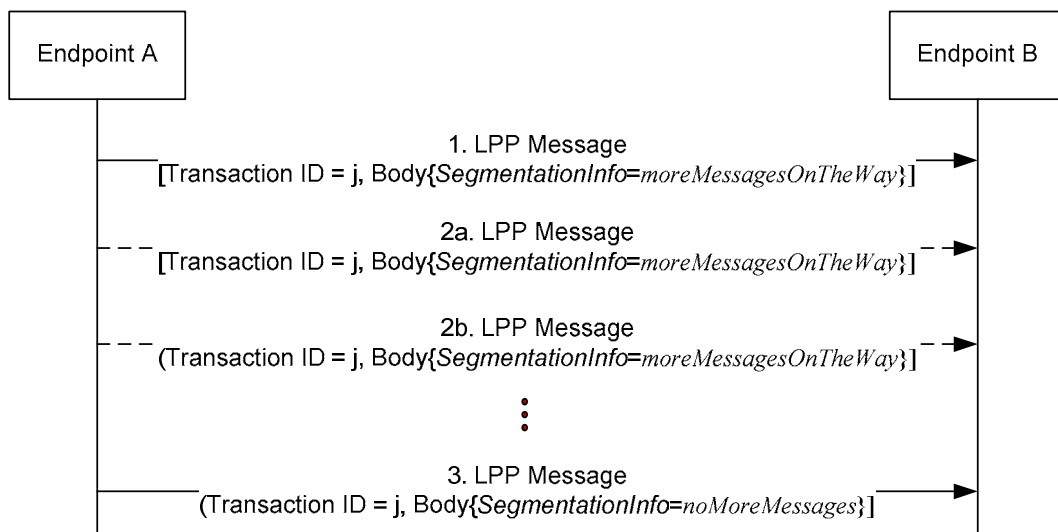 Endpoint A
Endpoint B
1. LPP Message
[Transaction ID = j, Body{SegmentationInfo=moreMessagesOnTheWay}]
2a. LPP Message
[Transaction ID = j, Body{SegmentationInfo=moreMessagesOnTheWay}]
2b. LPP Message
(Transaction ID = j, Body{SegmentationInfo=moreMessagesOnTheWay}]
3. LPP Message
(Transaction ID = j, Body{SegmentationInfo=noMoreMessages}]